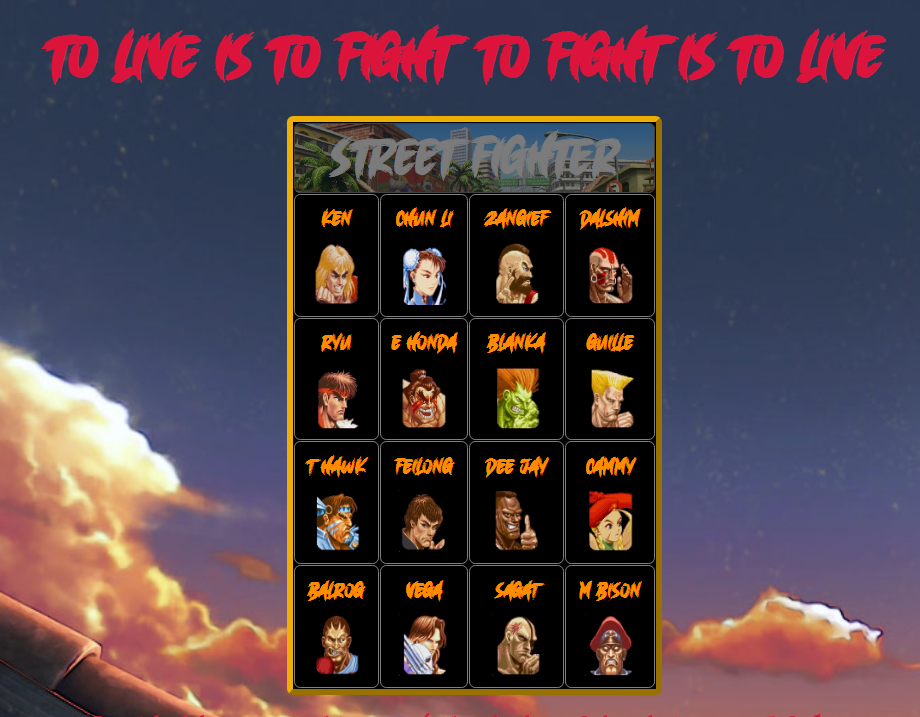 TO LIVE IS TO FIGHT TO FIGHT IS TO LIVE
STREET FIGHTER
KEN CHUN LI ZANGIEF DALSHIM
RYU E HONDA BLANKA GUILLE
T HAWK FEILONG DEE JAY CAMMY
BALROG VEGA SAGAT M BISON